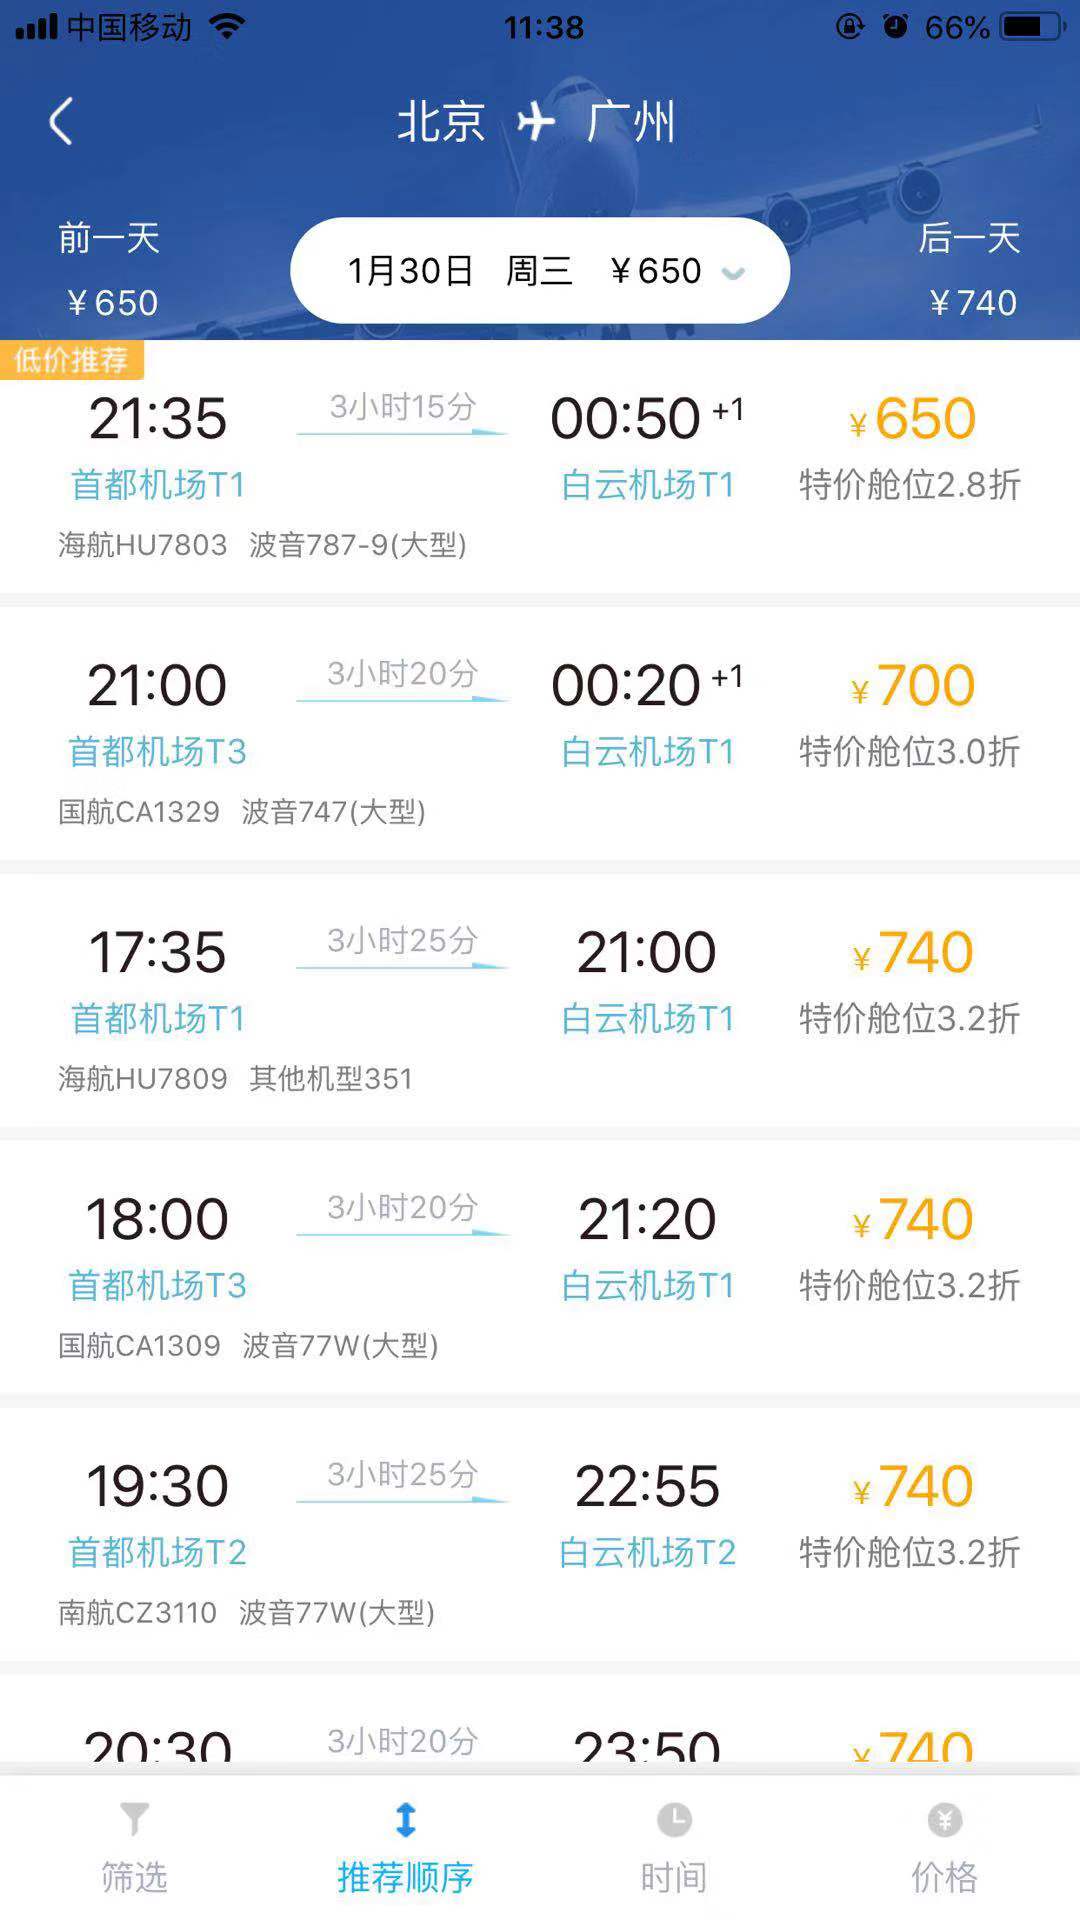 中国移动 11:38 66%
北京 广州
前一天 后一天
1月30日 周三 ¥650
¥650 ¥740
低价推荐
21:35 3小时15分 00:50 +1 ¥650
首都机场T1 白云机场T1 特价舱位2.8折
海航HU7803 波音787-9(大型)
21:00 3小时20分 00:20 +1 ¥700
首都机场T3 白云机场T1 特价舱位3.0折
国航CA1329 波音747(大型)
17:35 3小时25分 21:00 ¥740
首都机场T1 白云机场T1 特价舱位3.2折
海航HU7809 其他机型351
18:00 3小时20分 21:20 ¥740
首都机场T3 白云机场T1 特价舱位3.2折
国航CA1309 波音77W(大型)
19:30 3小时25分 22:55 ¥740
首都机场T2 白云机场T2 特价舱位3.2折
南航CZ3110 波音77W(大型)
20:30 3小时20分 23:50 ¥740
筛选 推荐顺序 时间 价格